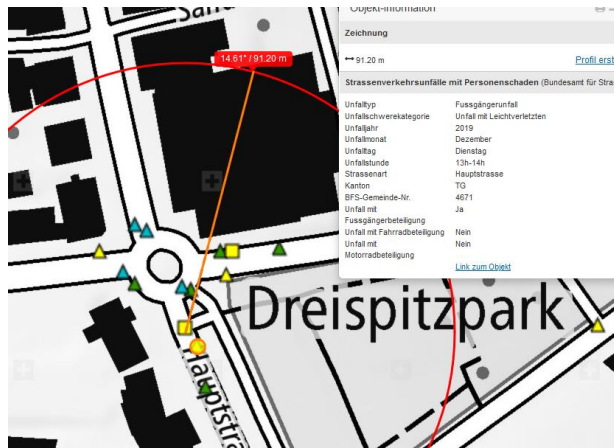 Sand
14.61° / 91.20 m
Dreispitzpark
Hauptstra
Objekt-Information
Zeichnung
91.20 m Profil erst
Strassenverkehrsunfälle mit Personenschaden (Bundesamt für Stra
Unfalltyp Fussgängerunfall
Unfallschwerekategorie Unfall mit Leichtverletzten
Unfalljahr 2019
Unfallmonat Dezember
Unfalltag Dienstag
Unfallstunde 13h-14h
Strassenart Hauptstrasse
Kanton TG
BFS-Gemeinde-Nr. 4671
Unfall mit Ja
Fussgängerbeteiligung
Unfall mit Fahrradbeteiligung Nein
Unfall mit Nein
Motorradbeteiligung
Link zum Objekt